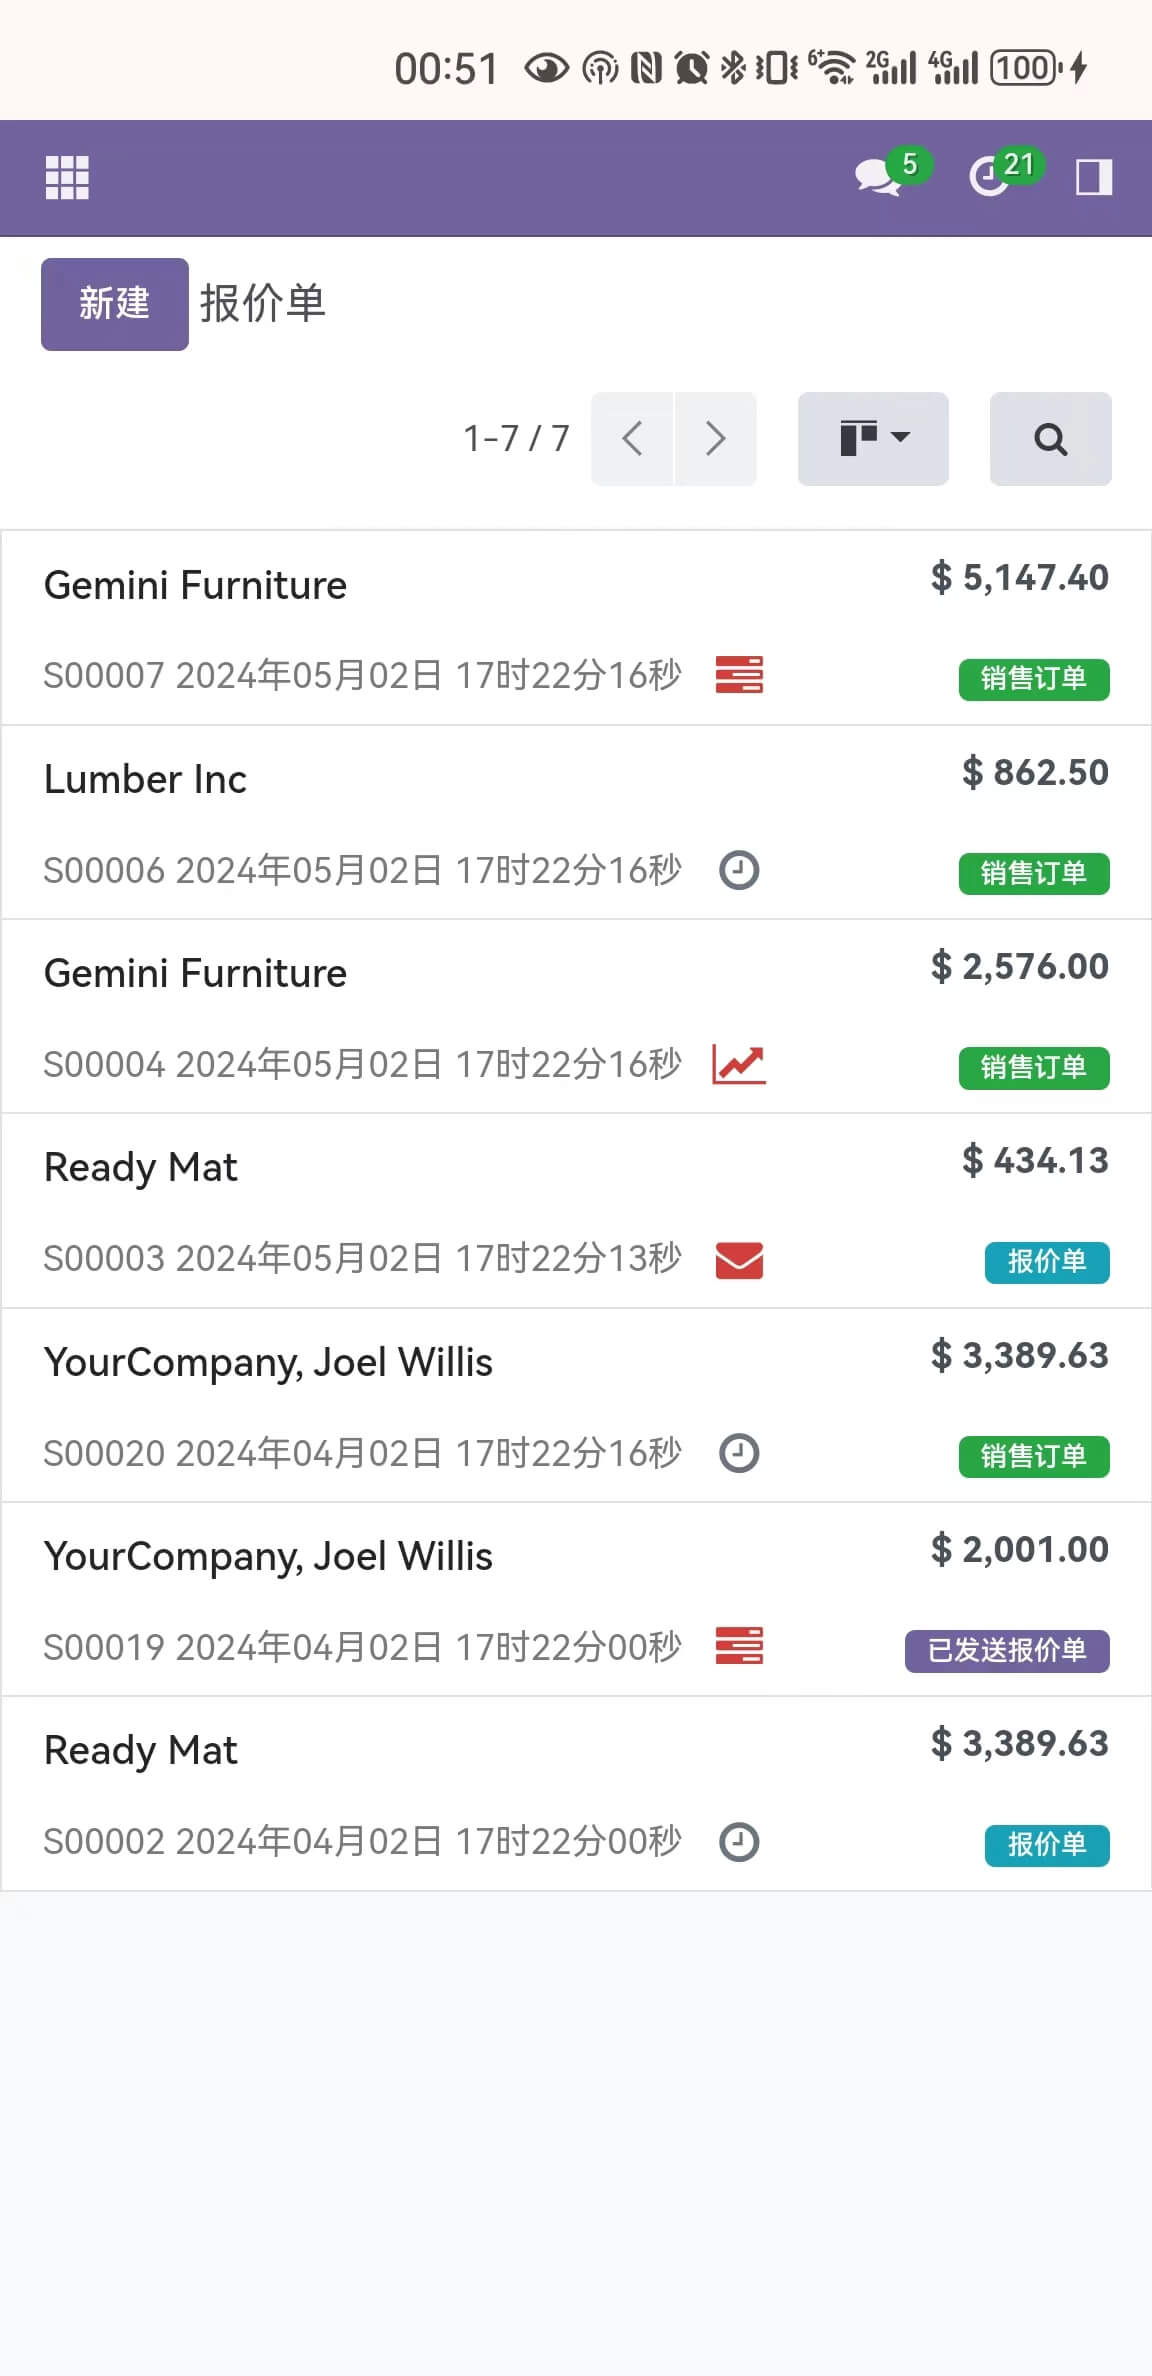 00:51 6+ 2G 4G 100
5 21
新建 报价单
1-7 / 7
Gemini Furniture $ 5,147.40
S00007 2024年05月02日 17时22分16秒 销售订单
Lumber Inc $ 862.50
S00006 2024年05月02日 17时22分16秒 销售订单
Gemini Furniture $ 2,576.00
S00004 2024年05月02日 17时22分16秒 销售订单
Ready Mat $ 434.13
S00003 2024年05月02日 17时22分13秒 报价单
YourCompany, Joel Willis $ 3,389.63
S00020 2024年04月02日 17时22分16秒 销售订单
YourCompany, Joel Willis $ 2,001.00
S00019 2024年04月02日 17时22分00秒 已发送报价单
Ready Mat $ 3,389.63
S00002 2024年04月02日 17时22分00秒 报价单